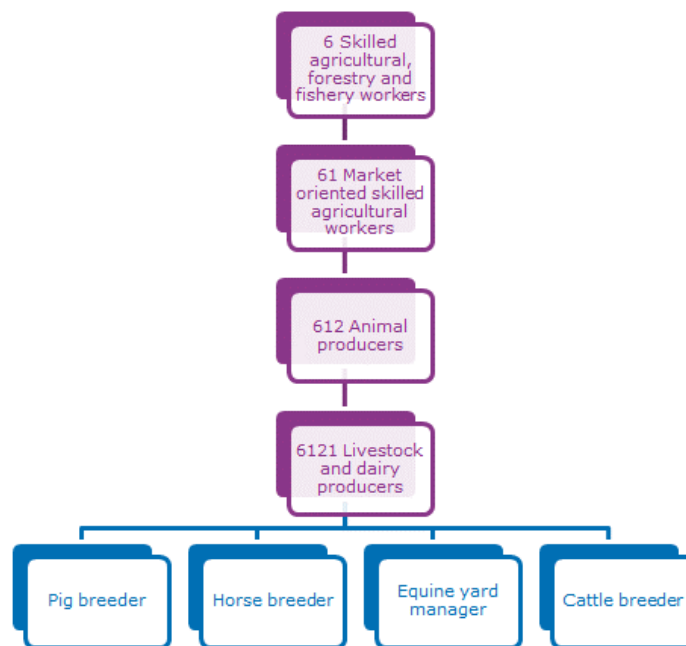 6 Skilled
agricultural,
forestry and
fishery workers
61 Market
oriented skilled
agricultural
workers
612 Animal
producers
6121 Livestock
and dairy
producers
Pig breeder
Horse breeder
Equine yard
manager
Cattle breeder